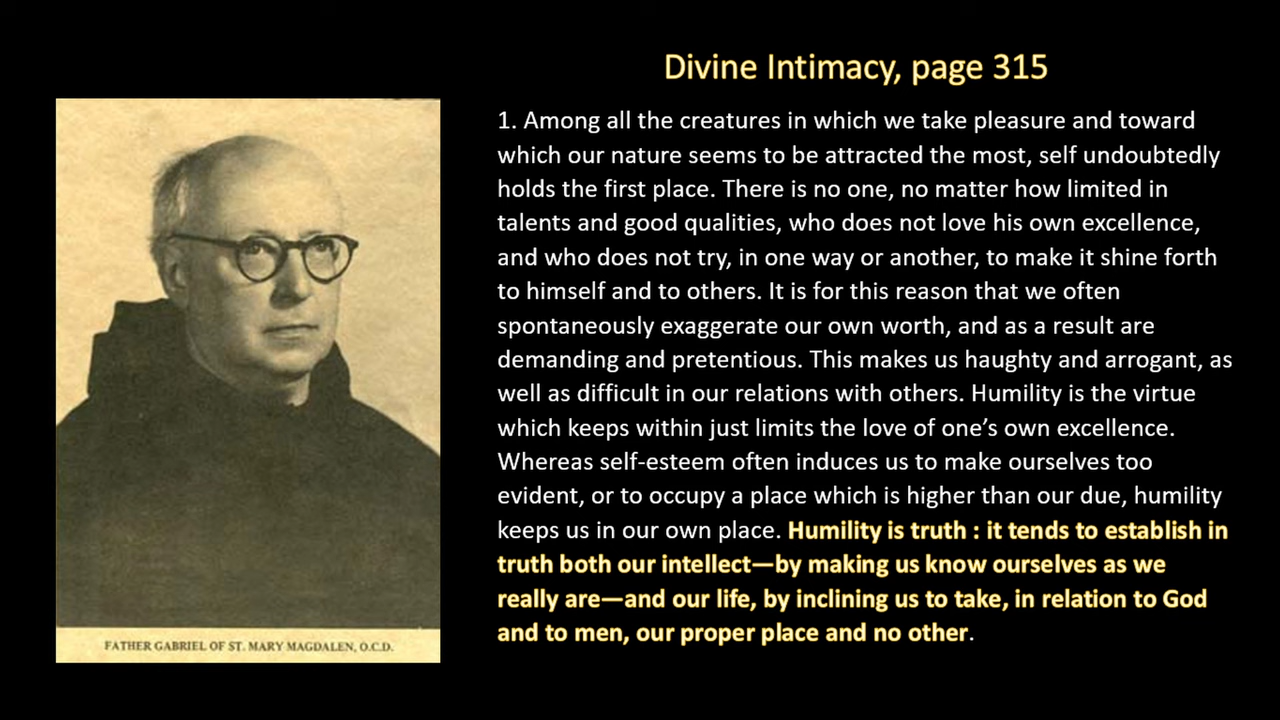 Divine Intimacy, page 315
1. Among all the creatures in which we take pleasure and toward
which our nature seems to be attracted the most, self undoubtedly
holds the first place. There is no one, no matter how limited in
talents and good qualities, who does not love his own excellence,
and who does not try, in one way or another, to make it shine forth
to himself and to others. It is for this reason that we often
spontaneously exaggerate our own worth, and as a result are
demanding and pretentious. This makes us haughty and arrogant, as
well as difficult in our relations with others. Humility is the virtue
which keeps within just limits the love of one’s own excellence.
Whereas self-esteem often induces us to make ourselves too
evident, or to occupy a place which is higher than our due, humility
keeps us in our own place. Humility is truth : it tends to establish in
truth both our intellect—by making us know ourselves as we
really are—and our life, by inclining us to take, in relation to God
and to men, our proper place and no other.
FATHER GABRIEL OF ST. MARY MAGDALEN, O.C.D.